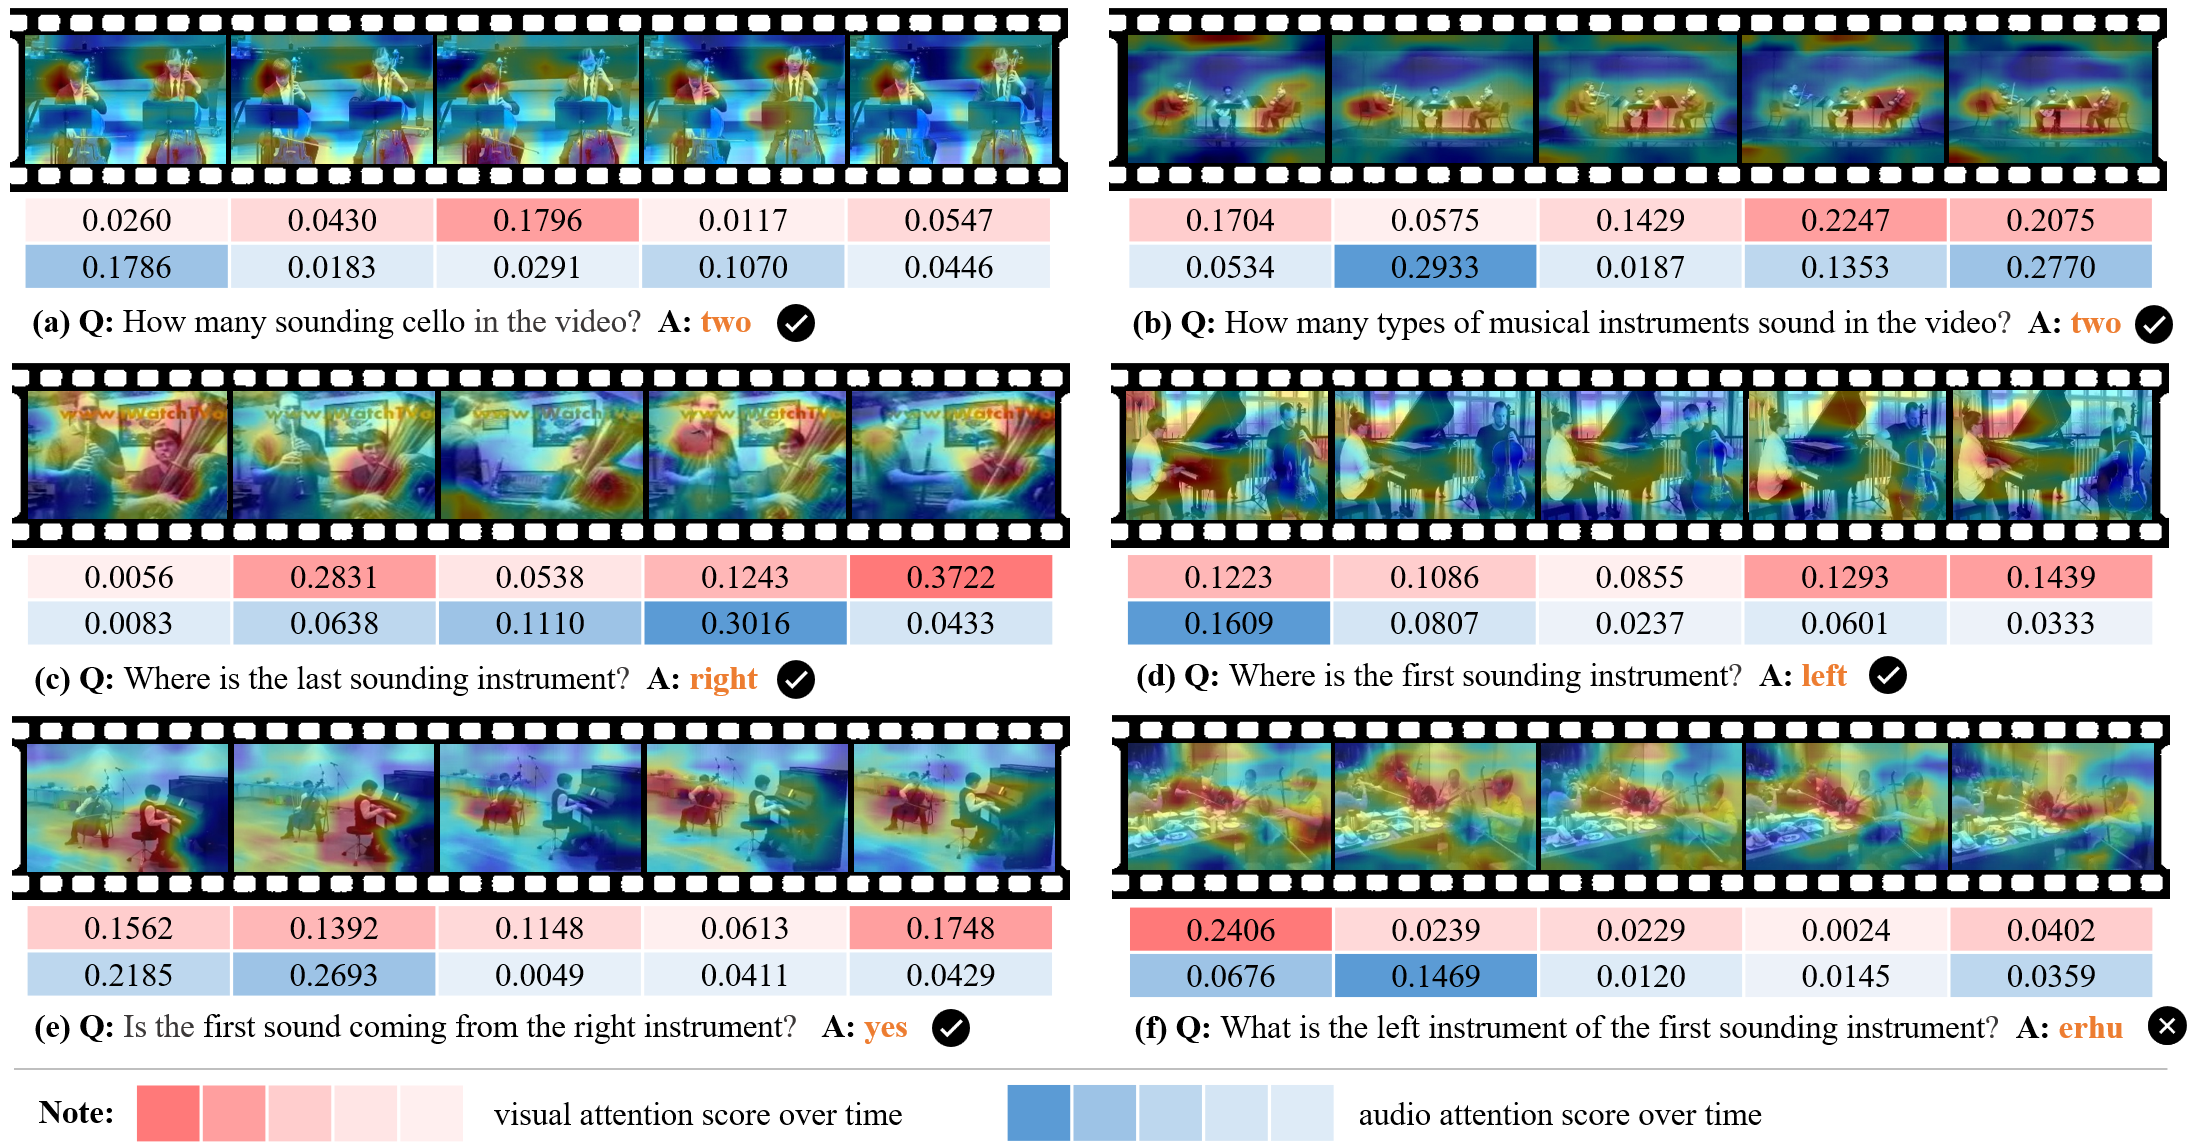 0.0260 0.0430 0.1796 0.0117 0.0547
0.1786 0.0183 0.0291 0.1070 0.0446
(a) Q: How many sounding cello in the video? A: two
0.1704 0.0575 0.1429 0.2247 0.2075
0.0534 0.2933 0.0187 0.1353 0.2770
(b) Q: How many types of musical instruments sound in the video? A: two
0.0056 0.2831 0.0538 0.1243 0.3722
0.0083 0.0638 0.1110 0.3016 0.0433
(c) Q: Where is the last sounding instrument? A: right
0.1223 0.1086 0.0855 0.1293 0.1439
0.1609 0.0807 0.0237 0.0601 0.0333
(d) Q: Where is the first sounding instrument? A: left
0.1562 0.1392 0.1148 0.0613 0.1748
0.2185 0.2693 0.0049 0.0411 0.0429
(e) Q: Is the first sound coming from the right instrument? A: yes
0.2406 0.0239 0.0229 0.0024 0.0402
0.0676 0.1469 0.0120 0.0145 0.0359
(f) Q: What is the left instrument of the first sounding instrument? A: erhu
Note: visual attention score over time audio attention score over time